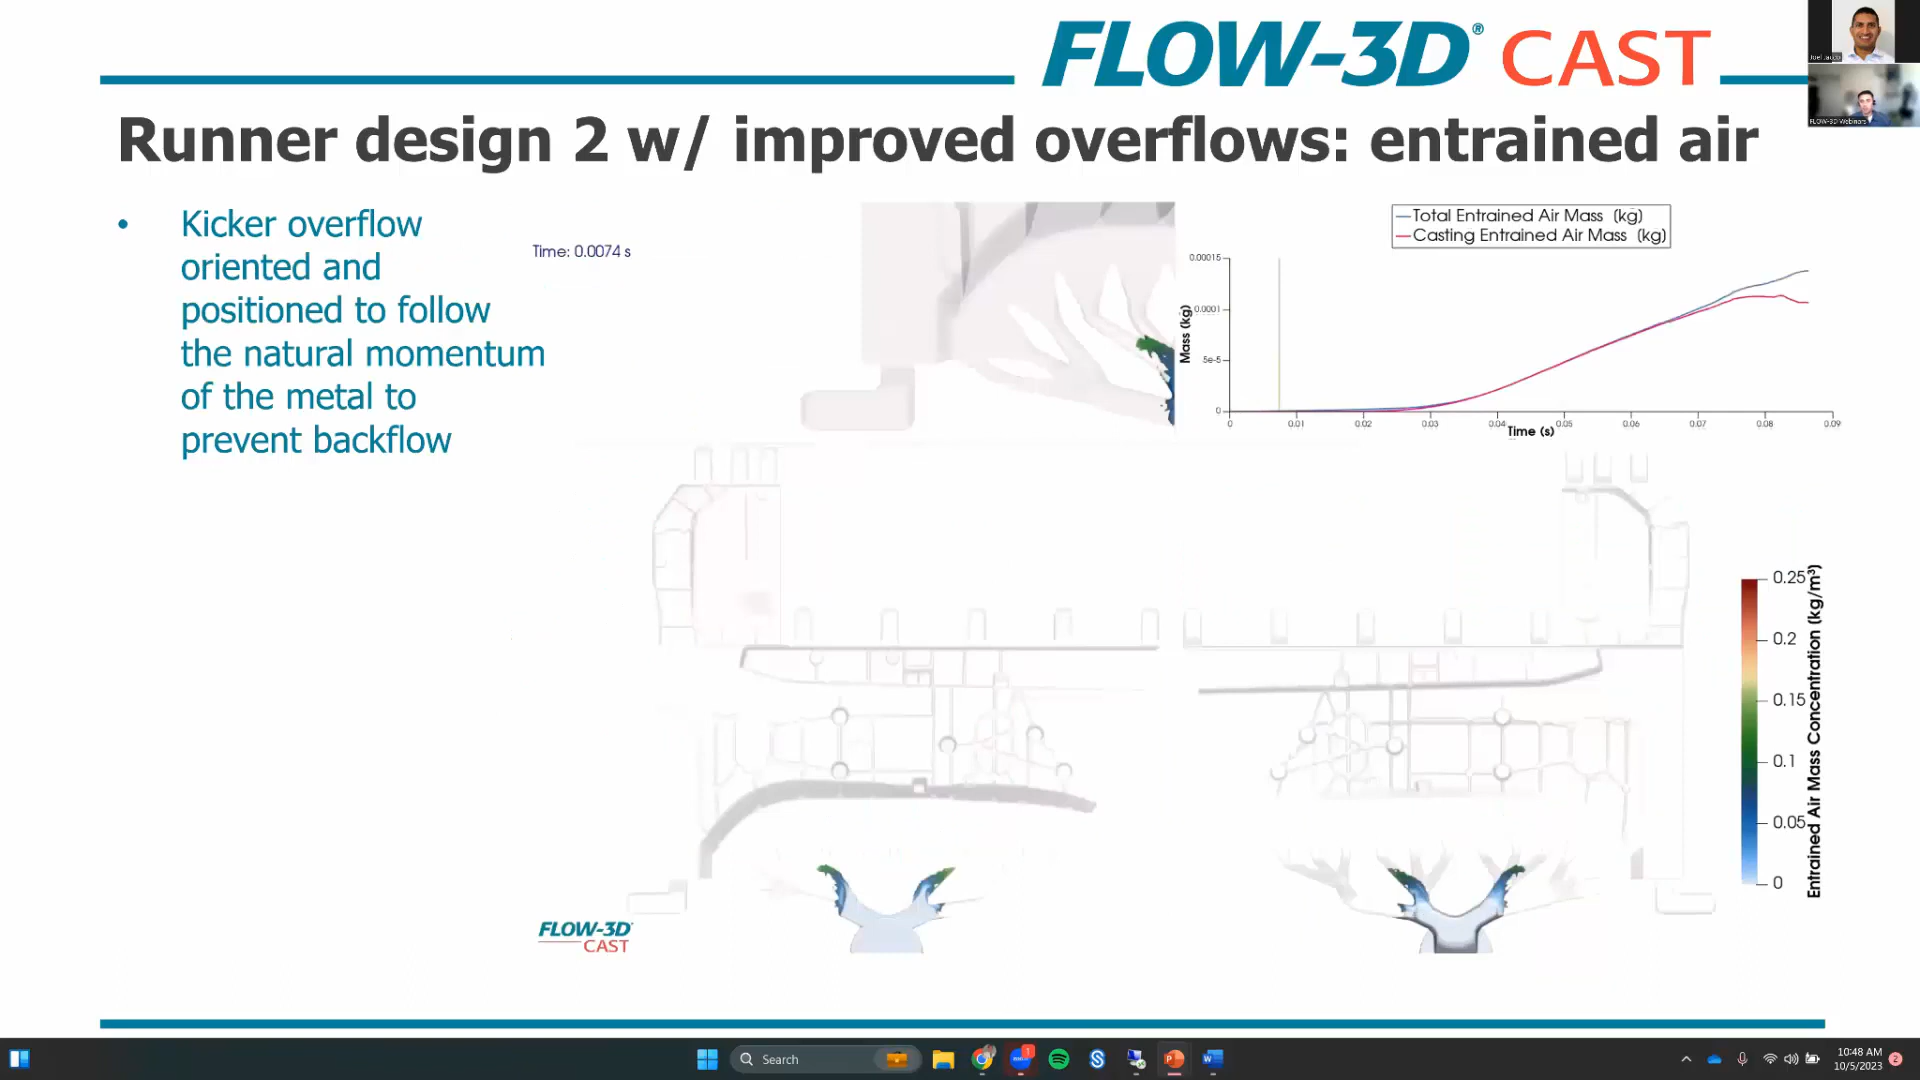 FLOW-3D® CAST
Runner design 2 w/ improved overflows: entrained air
• Kicker overflow
oriented and
positioned to follow
the natural momentum
of the metal to
prevent backflow
Time: 0.0074 s
Total Entrained Air Mass (kg)
Casting Entrained Air Mass (kg)
Mass (kg)
0.00015
0.0001
5e-5
0
0 0.01 0.02 0.03 0.04 0.05 0.06 0.07 0.08 0.09
Time (s)
0.25
0.2
0.15
0.1
0.05
0
Entrained Air Mass Concentration (kg/m³)
FLOW-3D
CAST
FLOW-3D Webinars
Search
1
10:48 AM
10/5/2023
2